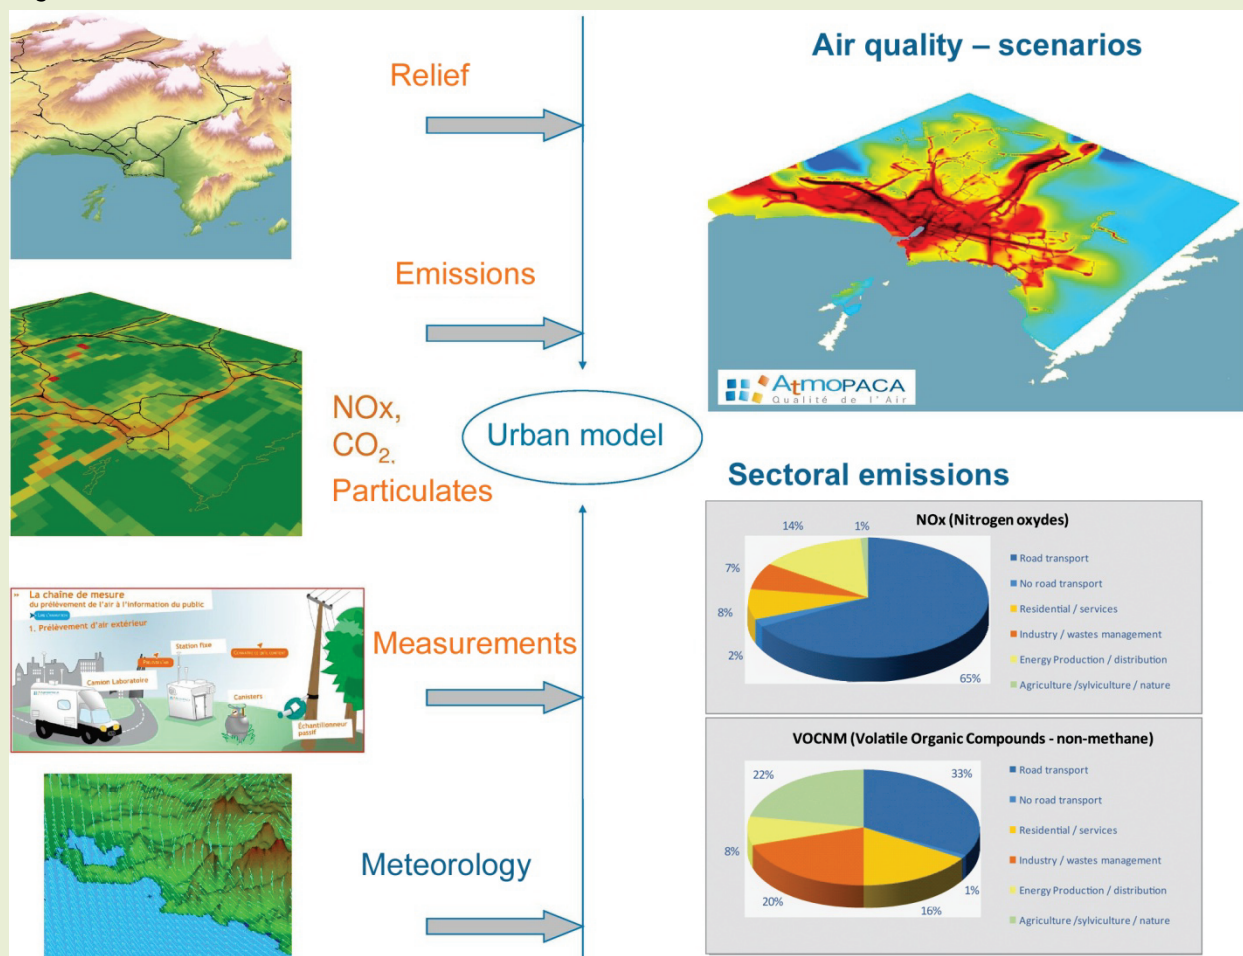 Relief
Emissions
NOx,
CO2,
Particulates
Urban model
Measurements
Meteorology
La chaîne de mesure
du prélèvement de l'air à l'information du public
1. Prélèvement d'air extérieur
Station fixe
Camion Laboratoire
Canisters
Echantillonneur
passif
Air quality – scenarios
AtmoPACA
Qualité de l'Air
Sectoral emissions
NOx (Nitrogen oxydes)
14%
1%
7%
8%
2%
65%
Road transport
No road transport
Residential / services
Industry / wastes management
Energy Production / distribution
Agriculture /sylviculture / nature
VOCNM (Volatile Organic Compounds - non-methane)
22%
33%
8%
1%
20%
16%
Road transport
No road transport
Residential / services
Industry / wastes management
Energy Production / distribution
Agriculture /sylviculture / nature